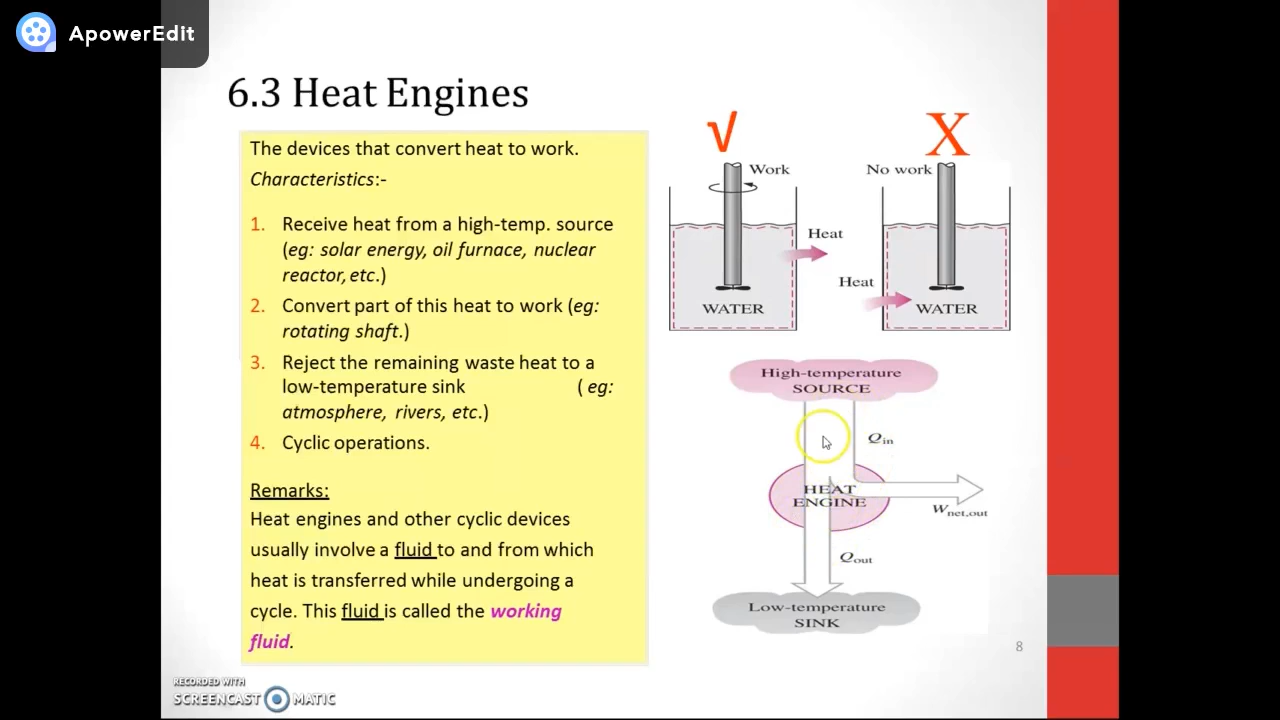 ApowerEdit
6.3 Heat Engines
The devices that convert heat to work.
Characteristics:-
1. Receive heat from a high-temp. source
(eg: solar energy, oil furnace, nuclear
reactor, etc.)
2. Convert part of this heat to work (eg:
rotating shaft.)
3. Reject the remaining waste heat to a
low-temperature sink ( eg:
atmosphere, rivers, etc.)
4. Cyclic operations.
Remarks:
Heat engines and other cyclic devices
usually involve a fluid to and from which
heat is transferred while undergoing a
cycle. This fluid is called the working
fluid.
√
X
Work
No work
Heat
Heat
WATER
WATER
High-temperature
SOURCE
Qin
HEAT
ENGINE
Wnet,out
Qout
Low-temperature
SINK
8
RECORDED WITH
SCREENCAST MATIC